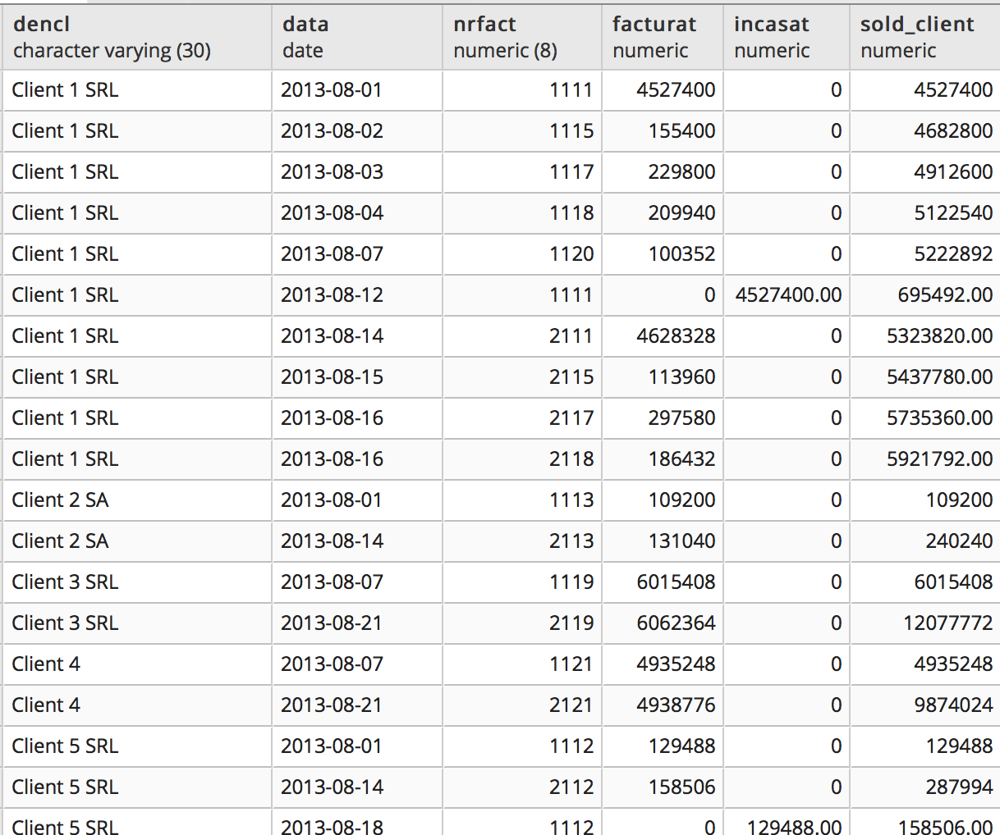 dencl data nrfact facturat incasat sold_client
character varying (30) date numeric (8) numeric numeric numeric
Client 1 SRL 2013-08-01 1111 4527400 0 4527400
Client 1 SRL 2013-08-02 1115 155400 0 4682800
Client 1 SRL 2013-08-03 1117 229800 0 4912600
Client 1 SRL 2013-08-04 1118 209940 0 5122540
Client 1 SRL 2013-08-07 1120 100352 0 5222892
Client 1 SRL 2013-08-12 1111 0 4527400.00 695492.00
Client 1 SRL 2013-08-14 2111 4628328 0 5323820.00
Client 1 SRL 2013-08-15 2115 113960 0 5437780.00
Client 1 SRL 2013-08-16 2117 297580 0 5735360.00
Client 1 SRL 2013-08-16 2118 186432 0 5921792.00
Client 2 SA 2013-08-01 1113 109200 0 109200
Client 2 SA 2013-08-14 2113 131040 0 240240
Client 3 SRL 2013-08-07 1119 6015408 0 6015408
Client 3 SRL 2013-08-21 2119 6062364 0 12077772
Client 4 2013-08-07 1121 4935248 0 4935248
Client 4 2013-08-21 2121 4938776 0 9874024
Client 5 SRL 2013-08-01 1112 129488 0 129488
Client 5 SRL 2013-08-14 2112 158506 0 287994
Client 5 SRL 2013-08-18 1112 0 129488.00 158506.00